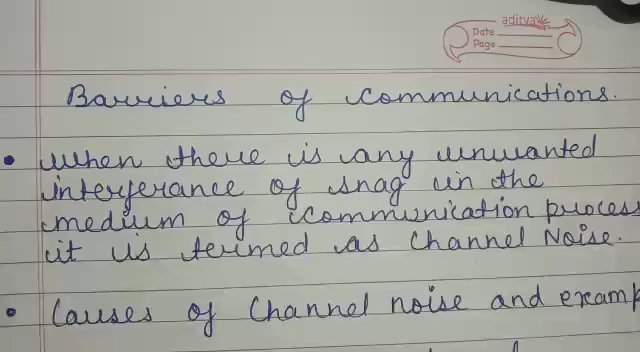 aditya
Date
Page
Barriers of communications.
• when there is any unwanted
interferance of snag in the
medium of communication process
it is termed as Channel Noise.
• Causes of Channel noise and examp